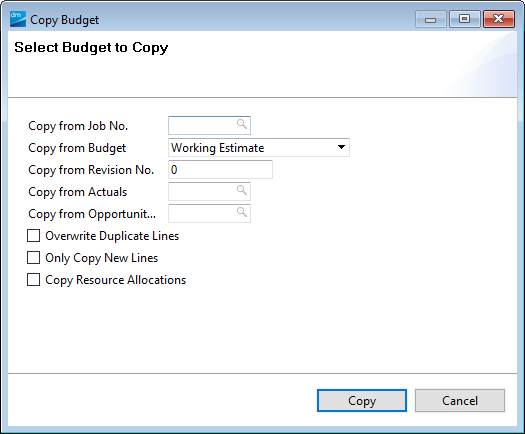 dm Copy Budget
Select Budget to Copy
Copy from Job No.
Copy from Budget Working Estimate
Copy from Revision No. 0
Copy from Actuals
Copy from Opportunit...
Overwrite Duplicate Lines
Only Copy New Lines
Copy Resource Allocations
Copy Cancel